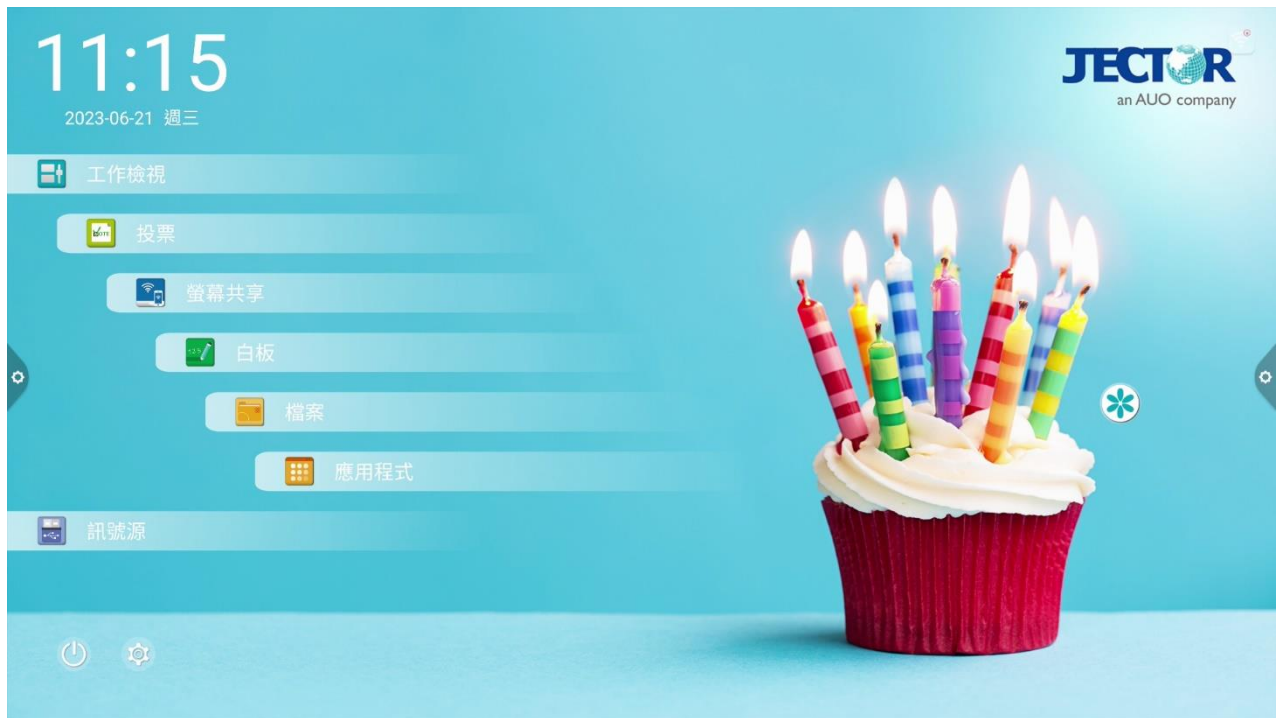 11:15
2023-06-21 週三
JECTOR
an AUO company
工作檢視
投票
螢幕共享
白板
檔案
應用程式
訊號源